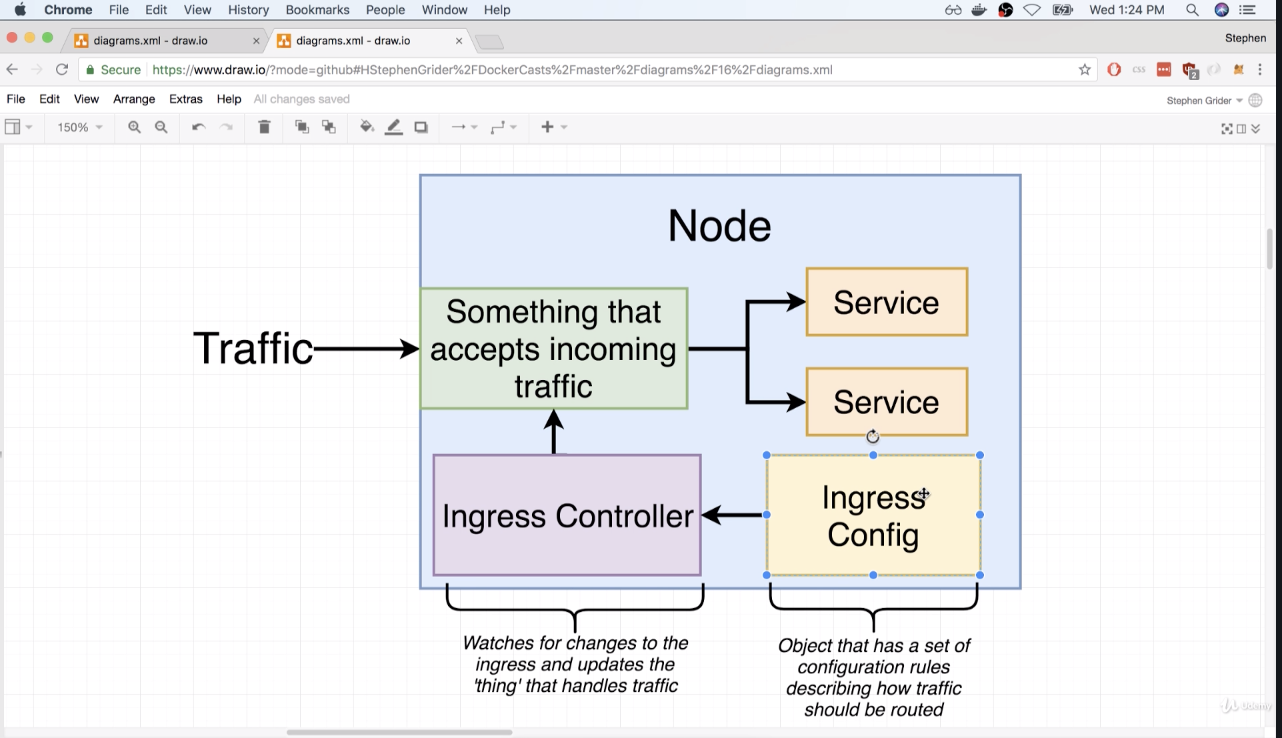 Chrome File Edit View History Bookmarks People Window Help Wed 1:24 PM
diagrams.xml - draw.io × diagrams.xml - draw.io × Stephen
Secure https://www.draw.io/?mode=github#HStephenGrider%2FDockerCasts%2Fmaster%2Fdiagrams%2F16%2Fdiagrams.xml css 2
File Edit View Arrange Extras Help All changes saved Stephen Grider
150%
Node
Something that
accepts incoming
traffic
Traffic
Service
Service
Ingress Controller
Ingress
Config
Watches for changes to the
ingress and updates the
'thing' that handles traffic
Object that has a set of
configuration rules
describing how traffic
should be routed
Udemy